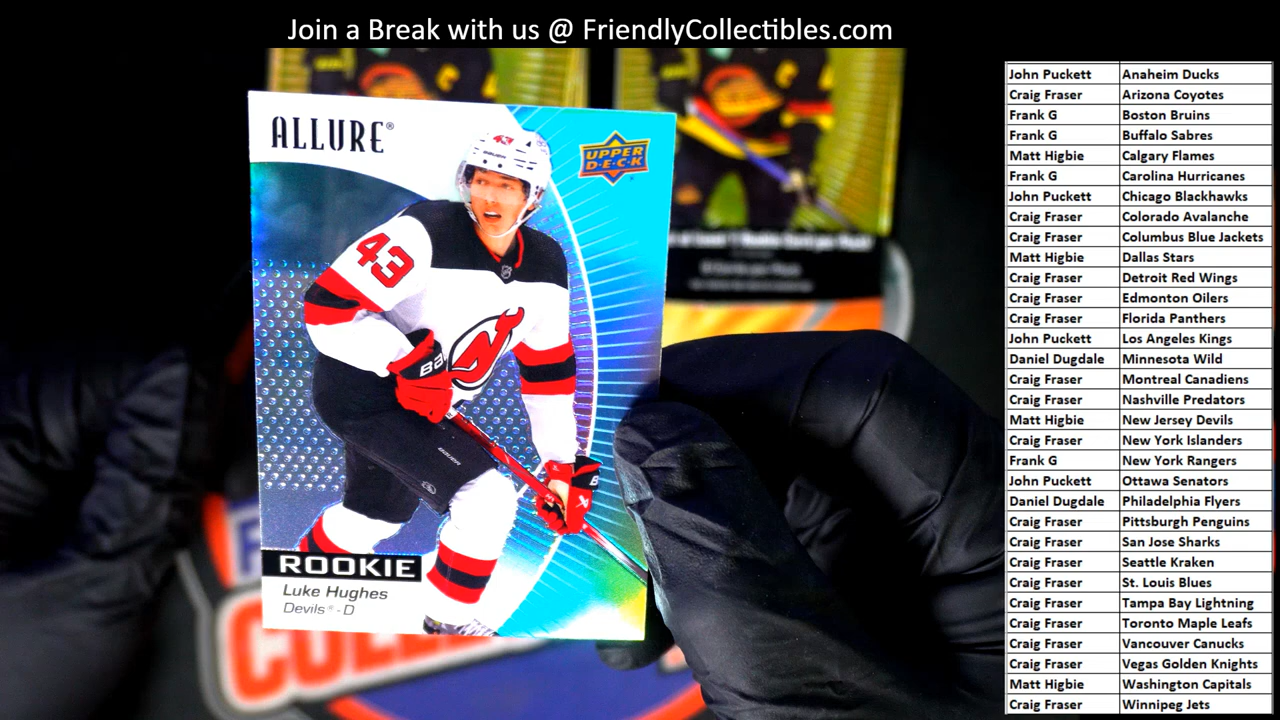 Join a Break with us @ FriendlyCollectibles.com
ALLURE®
UPPER
DECK
43
43
Ba
ROOKIE
Luke Hughes
Devils® - D
John Puckett Anaheim Ducks
Craig Fraser Arizona Coyotes
Frank G Boston Bruins
Frank G Buffalo Sabres
Matt Higbie Calgary Flames
Frank G Carolina Hurricanes
John Puckett Chicago Blackhawks
Craig Fraser Colorado Avalanche
Craig Fraser Columbus Blue Jackets
Matt Higbie Dallas Stars
Craig Fraser Detroit Red Wings
Craig Fraser Edmonton Oilers
Craig Fraser Florida Panthers
John Puckett Los Angeles Kings
Daniel Dugdale Minnesota Wild
Craig Fraser Montreal Canadiens
Craig Fraser Nashville Predators
Matt Higbie New Jersey Devils
Craig Fraser New York Islanders
Frank G New York Rangers
John Puckett Ottawa Senators
Daniel Dugdale Philadelphia Flyers
Craig Fraser Pittsburgh Penguins
Craig Fraser San Jose Sharks
Craig Fraser Seattle Kraken
Craig Fraser St. Louis Blues
Craig Fraser Tampa Bay Lightning
Craig Fraser Toronto Maple Leafs
Craig Fraser Vancouver Canucks
Craig Fraser Vegas Golden Knights
Matt Higbie Washington Capitals
Craig Fraser Winnipeg Jets